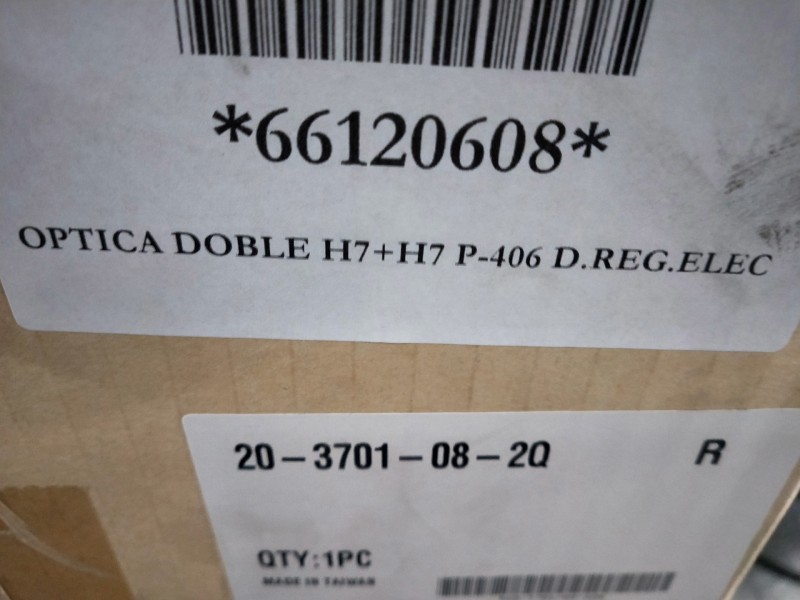 *66120608*
OPTICA DOBLE H7+H7 P-406 D.REG.ELEC
20-3701-08-2Q R
QTY:1PC
MADE IN TAIWAN